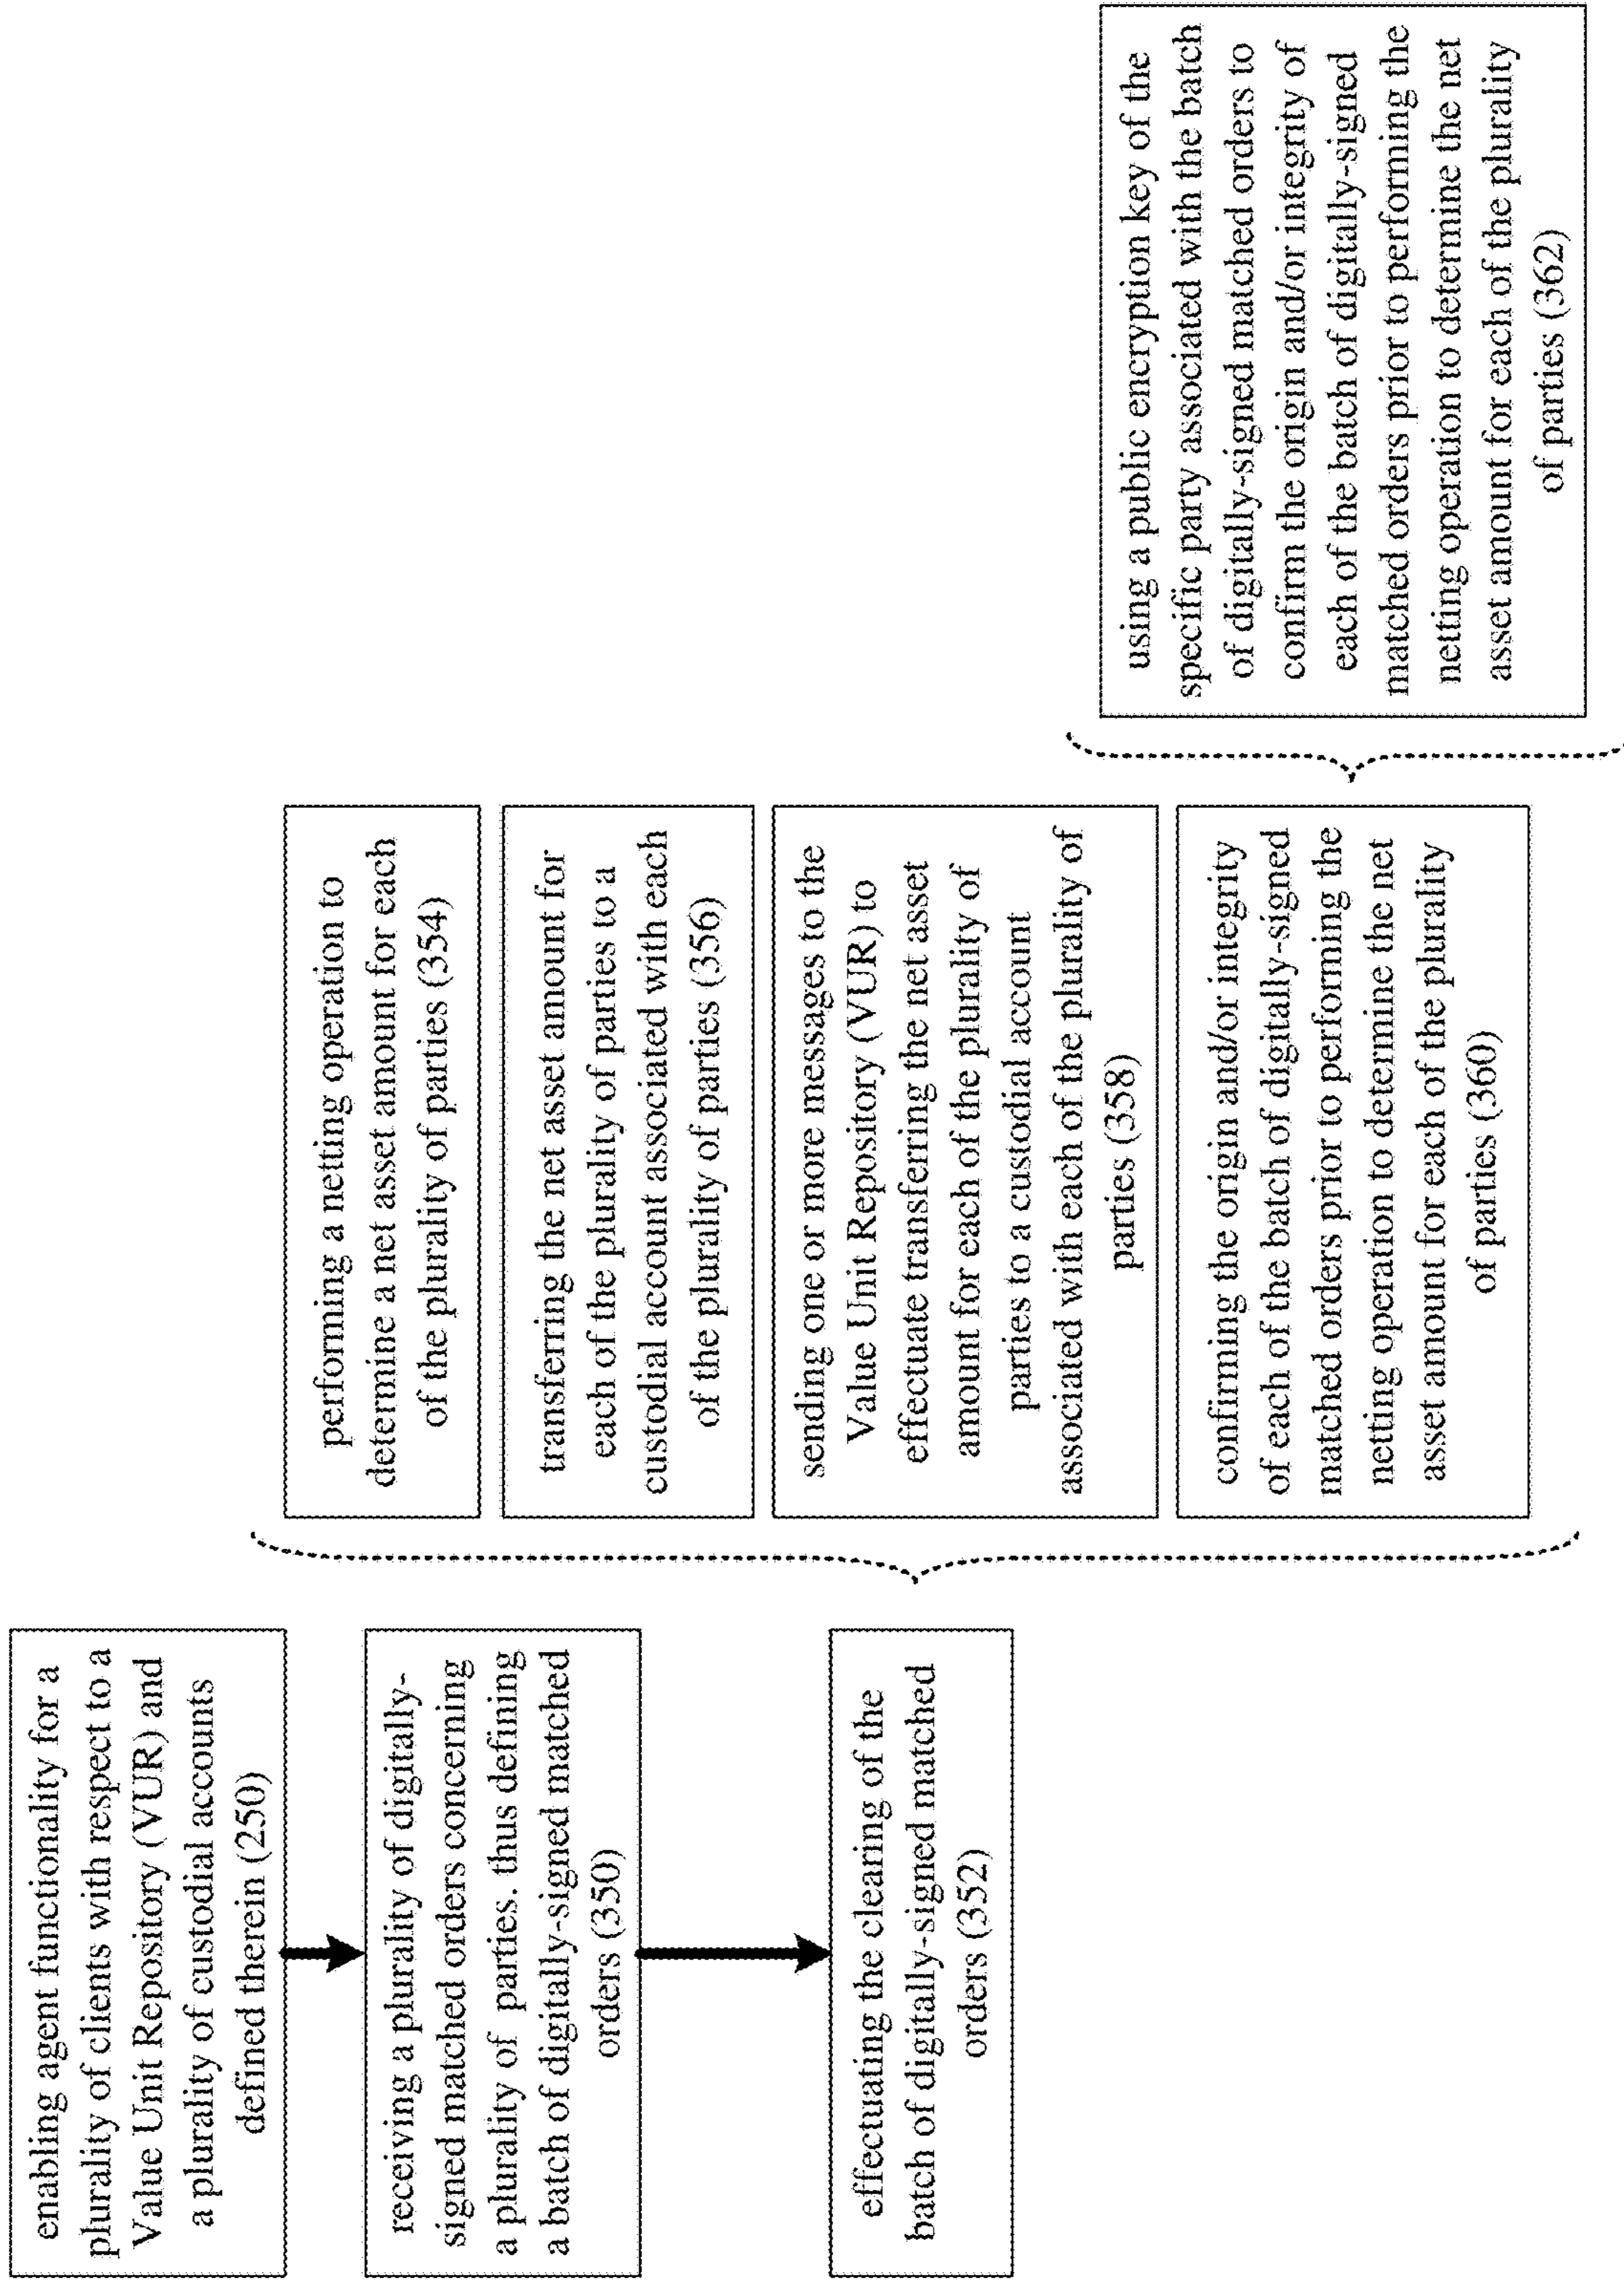 enabling agent functionality for a
plurality of clients with respect to a
Value Unit Repository (VUR) and
a plurality of custodial accounts
defined therein (250)
receiving a plurality of digitally-
signed matched orders concerning
a plurality of parties. thus defining
a batch of digitally-signed matched
orders (350)
effectuating the clearing of the
batch of digitally-signed matched
orders (352)
performing a netting operation to
determine a net asset amount for each
of the plurality of parties (354)
transferring the net asset amount for
each of the plurality of parties to a
custodial account associated with each
of the plurality of parties (356)
sending one or more messages to the
Value Unit Repository (VUR) to
effectuate transferring the net asset
amount for each of the plurality of
parties to a custodial account
associated with each of the plurality of
parties (358)
confirming the origin and/or integrity
of each of the batch of digitally-signed
matched orders prior to performing the
netting operation to determine the net
asset amount for each of the plurality
of parties (360)
using a public encryption key of the
specific party associated with the batch
of digitally-signed matched orders to
confirm the origin and/or integrity of
each of the batch of digitally-signed
matched orders prior to performing the
netting operation to determine the net
asset amount for each of the plurality
of parties (362)